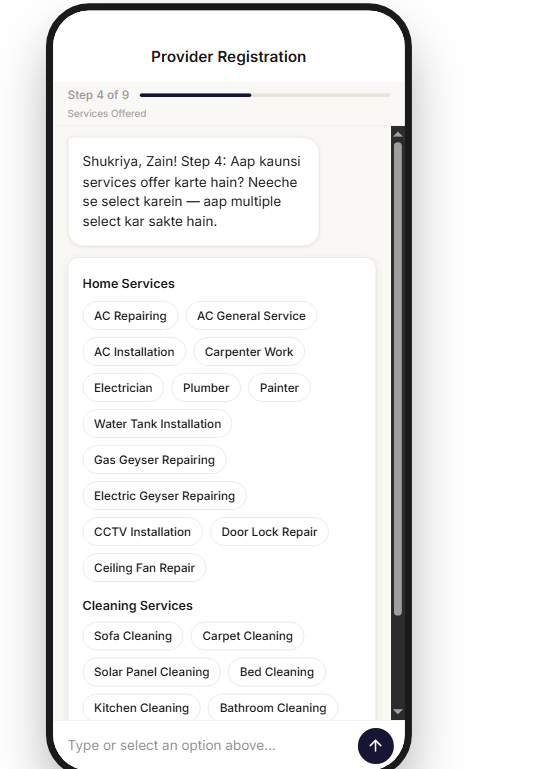 Provider Registration
Step 4 of 9
Services Offered
Shukriya, Zain! Step 4: Aap kaunsi
services offer karte hain? Neeche
se select karein — aap multiple
select kar sakte hain.
Home Services
AC Repairing AC General Service
AC Installation Carpenter Work
Electrician Plumber Painter
Water Tank Installation
Gas Geyser Repairing
Electric Geyser Repairing
CCTV Installation Door Lock Repair
Ceiling Fan Repair
Cleaning Services
Sofa Cleaning Carpet Cleaning
Solar Panel Cleaning Bed Cleaning
Kitchen Cleaning Bathroom Cleaning
Type or select an option above...